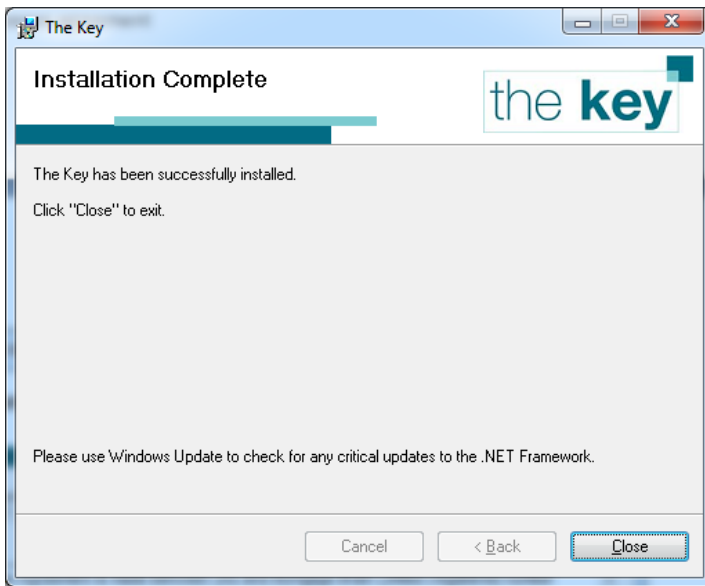 The Key
Installation Complete
the key
The Key has been successfully installed.
Click "Close" to exit.
Please use Windows Update to check for any critical updates to the .NET Framework.
Cancel
< Back
Close